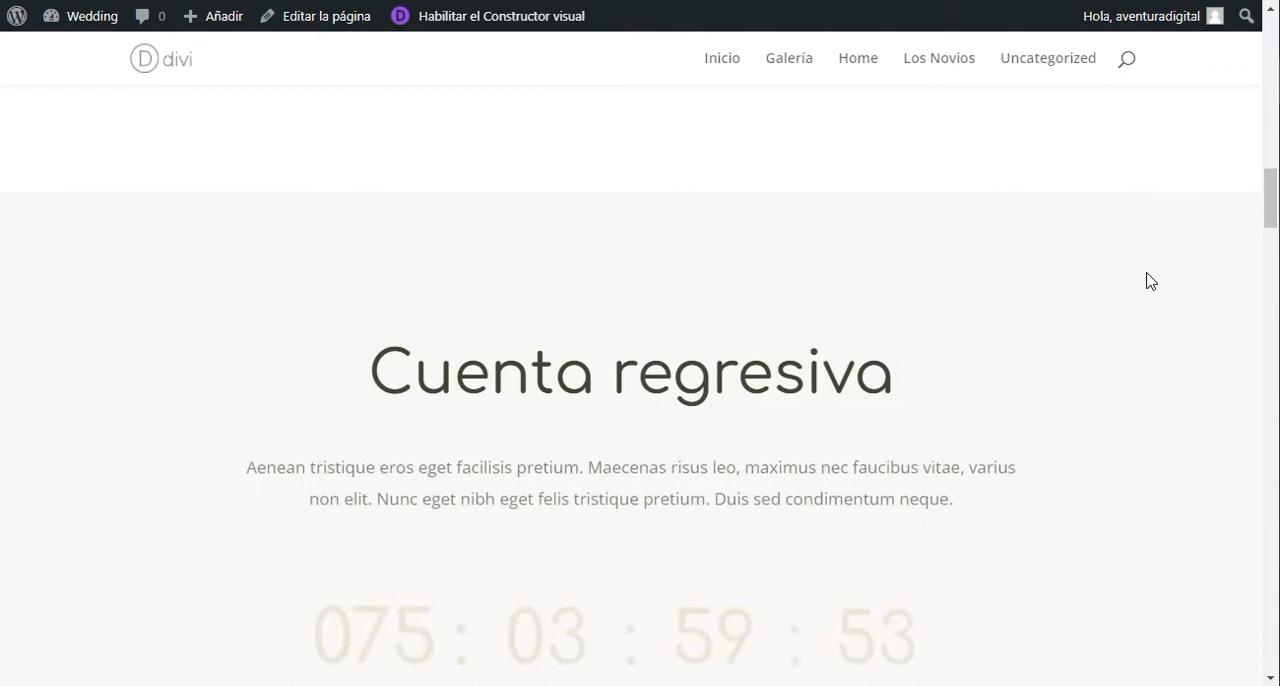 Wedding 0 Añadir Editar la página D Habilitar el Constructor visual Hola, aventuradigital
D divi Inicio Galería Home Los Novios Uncategorized
Cuenta regresiva
Aenean tristique eros eget facilisis pretium. Maecenas risus leo, maximus nec faucibus vitae, varius
non elit. Nunc eget nibh eget felis tristique pretium. Duis sed condimentum neque.
075 : 03 : 59 : 53